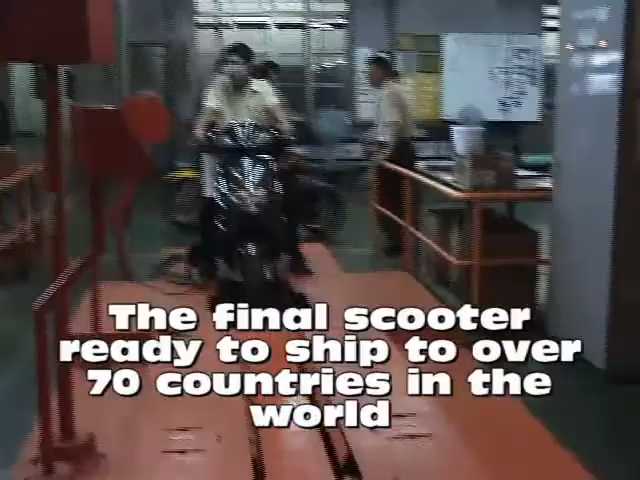 The final scooter
ready to ship to over
70 countries in the
world